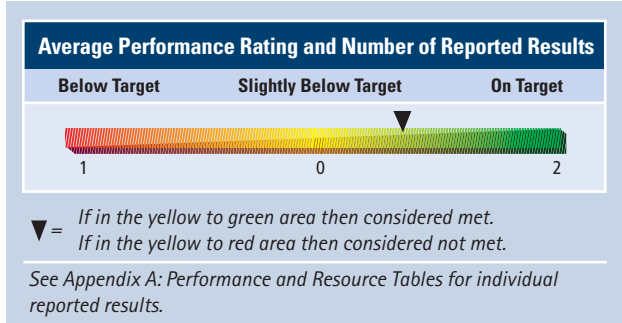 Average Performance Rating and Number of Reported Results
Below Target Slightly Below Target On Target
1 0 2
▼ = If in the yellow to green area then considered met.
If in the yellow to red area then considered not met.
See Appendix A: Performance and Resource Tables for individual
reported results.